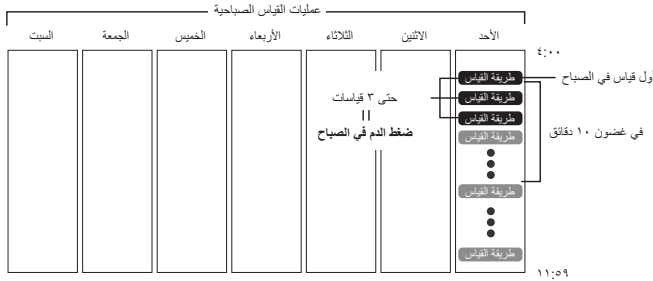 عمليات القياس الصباحية
الأحد
الاثنين
الثلاثاء
الأربعاء
الخميس
الجمعة
السبت
٤:٠٠
ول قياس في الصباح
طريقة القياس
طريقة القياس
حتى ٣ قياسات
طريقة القياس
=
ضغط الدم في الصباح
طريقة القياس
في غضون ١٠ دقائق
طريقة القياس
طريقة القياس
١١:٥٩